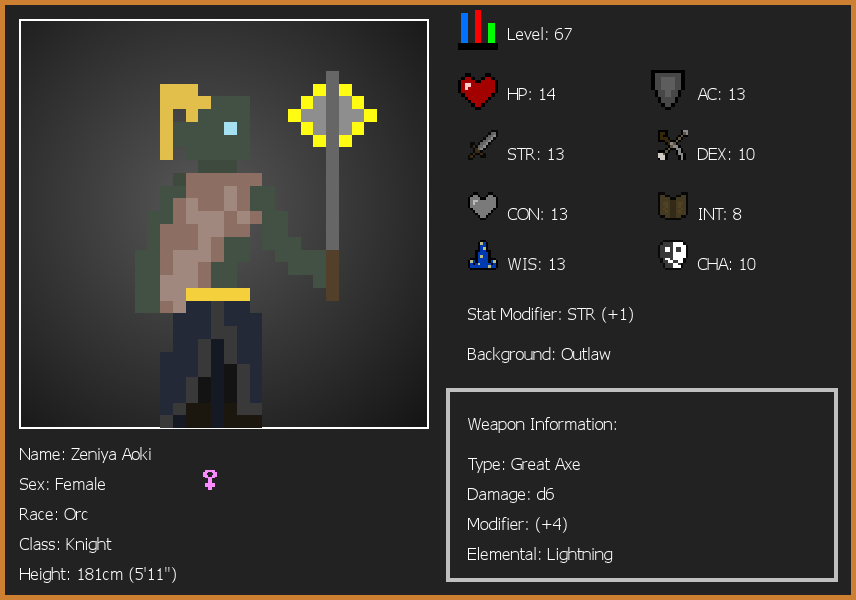 Level: 67
HP: 14
AC: 13
STR: 13
DEX: 10
CON: 13
INT: 8
WIS: 13
CHA: 10
Stat Modifier: STR (+1)
Background: Outlaw
Weapon Information:
Type: Great Axe
Damage: d6
Modifier: (+4)
Elemental: Lightning
Name: Zeniya Aoki
Sex: Female
Race: Orc
Class: Knight
Height: 181cm (5'11")